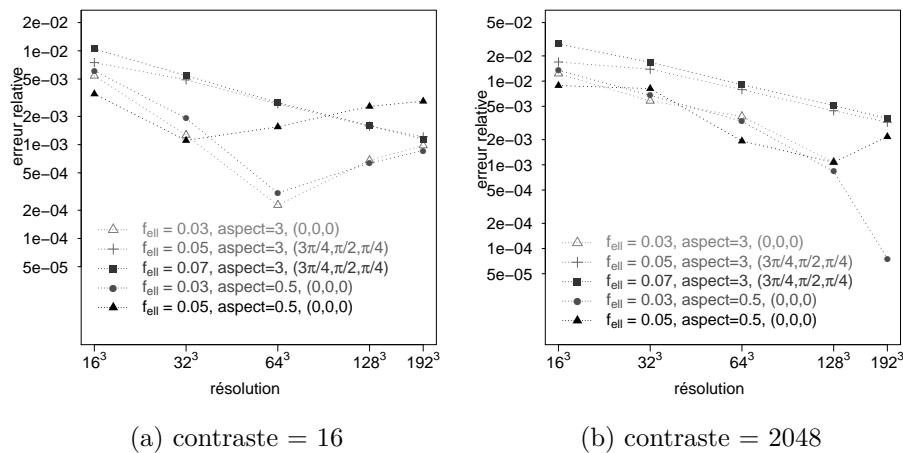 2e−02
1e−02
5e−03
2e−03
1e−03
5e−04
2e−04
1e−04
5e−05
erreur relative
f_ell = 0.03, aspect=3, (0,0,0)
f_ell = 0.05, aspect=3, (3π/4,π/2,π/4)
f_ell = 0.07, aspect=3, (3π/4,π/2,π/4)
f_ell = 0.03, aspect=0.5, (0,0,0)
f_ell = 0.05, aspect=0.5, (0,0,0)
16³ 32³ 64³ 128³ 192³
résolution
(a) contraste = 16
5e−02
2e−02
1e−02
5e−03
2e−03
1e−03
5e−04
2e−04
1e−04
5e−05
erreur relative
f_ell = 0.03, aspect=3, (0,0,0)
f_ell = 0.05, aspect=3, (3π/4,π/2,π/4)
f_ell = 0.07, aspect=3, (3π/4,π/2,π/4)
f_ell = 0.03, aspect=0.5, (0,0,0)
f_ell = 0.05, aspect=0.5, (0,0,0)
16³ 32³ 64³ 128³ 192³
résolution
(b) contraste = 2048